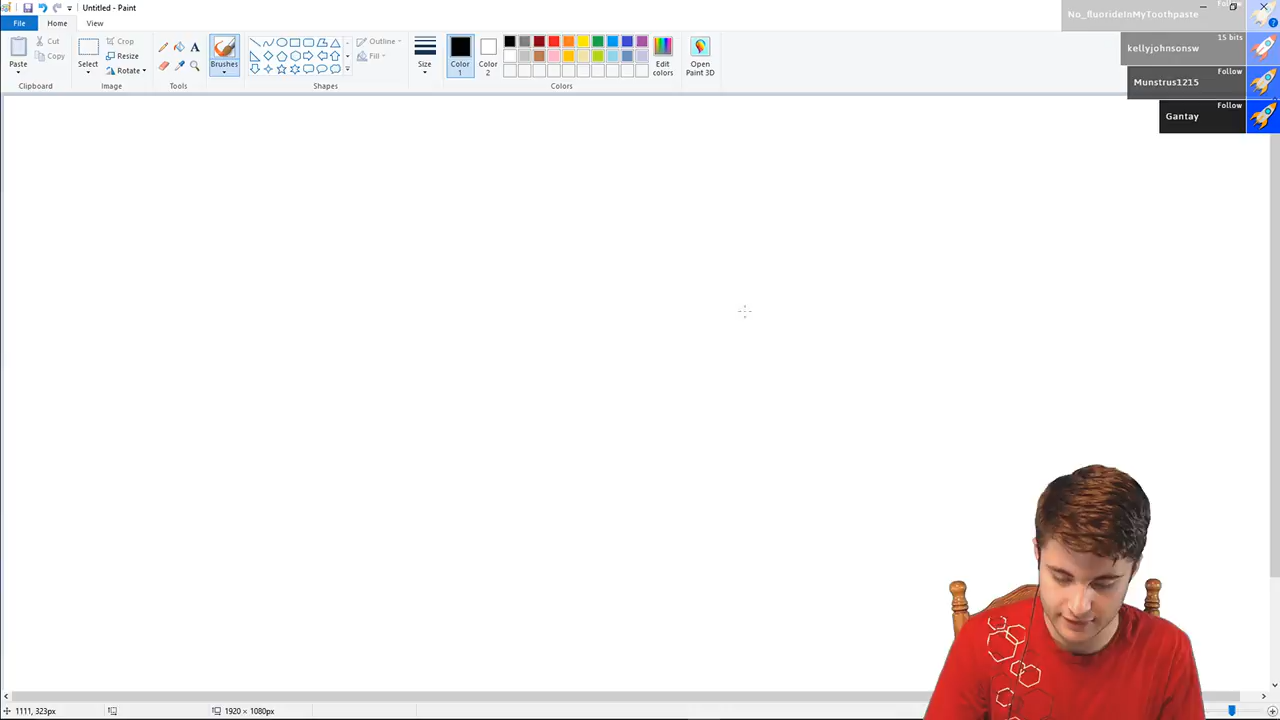 Untitled - Paint
File Home View
Paste
Cut
Copy
Clipboard
Select
Crop
Resize
Rotate
Image
Tools
Brushes
Outline
Fill
Shapes
Size
Color 1
Color 2
Edit colors
Colors
Open Paint 3D
No_fluorideInMyToothpaste
15 bits
kellyjohnsonsw
Follow
Munstrus1215
Follow
Gantay
1111, 323px
1920 × 1080px